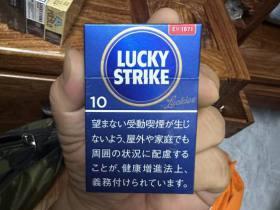 EST 1871
LUCKY
STRIKE
Luckies
10
望まない受動喫煙が生じ
ないよう、屋外や家庭でも
周囲の状況に配慮する
ことが、健康増進法上、
義務付けられています。